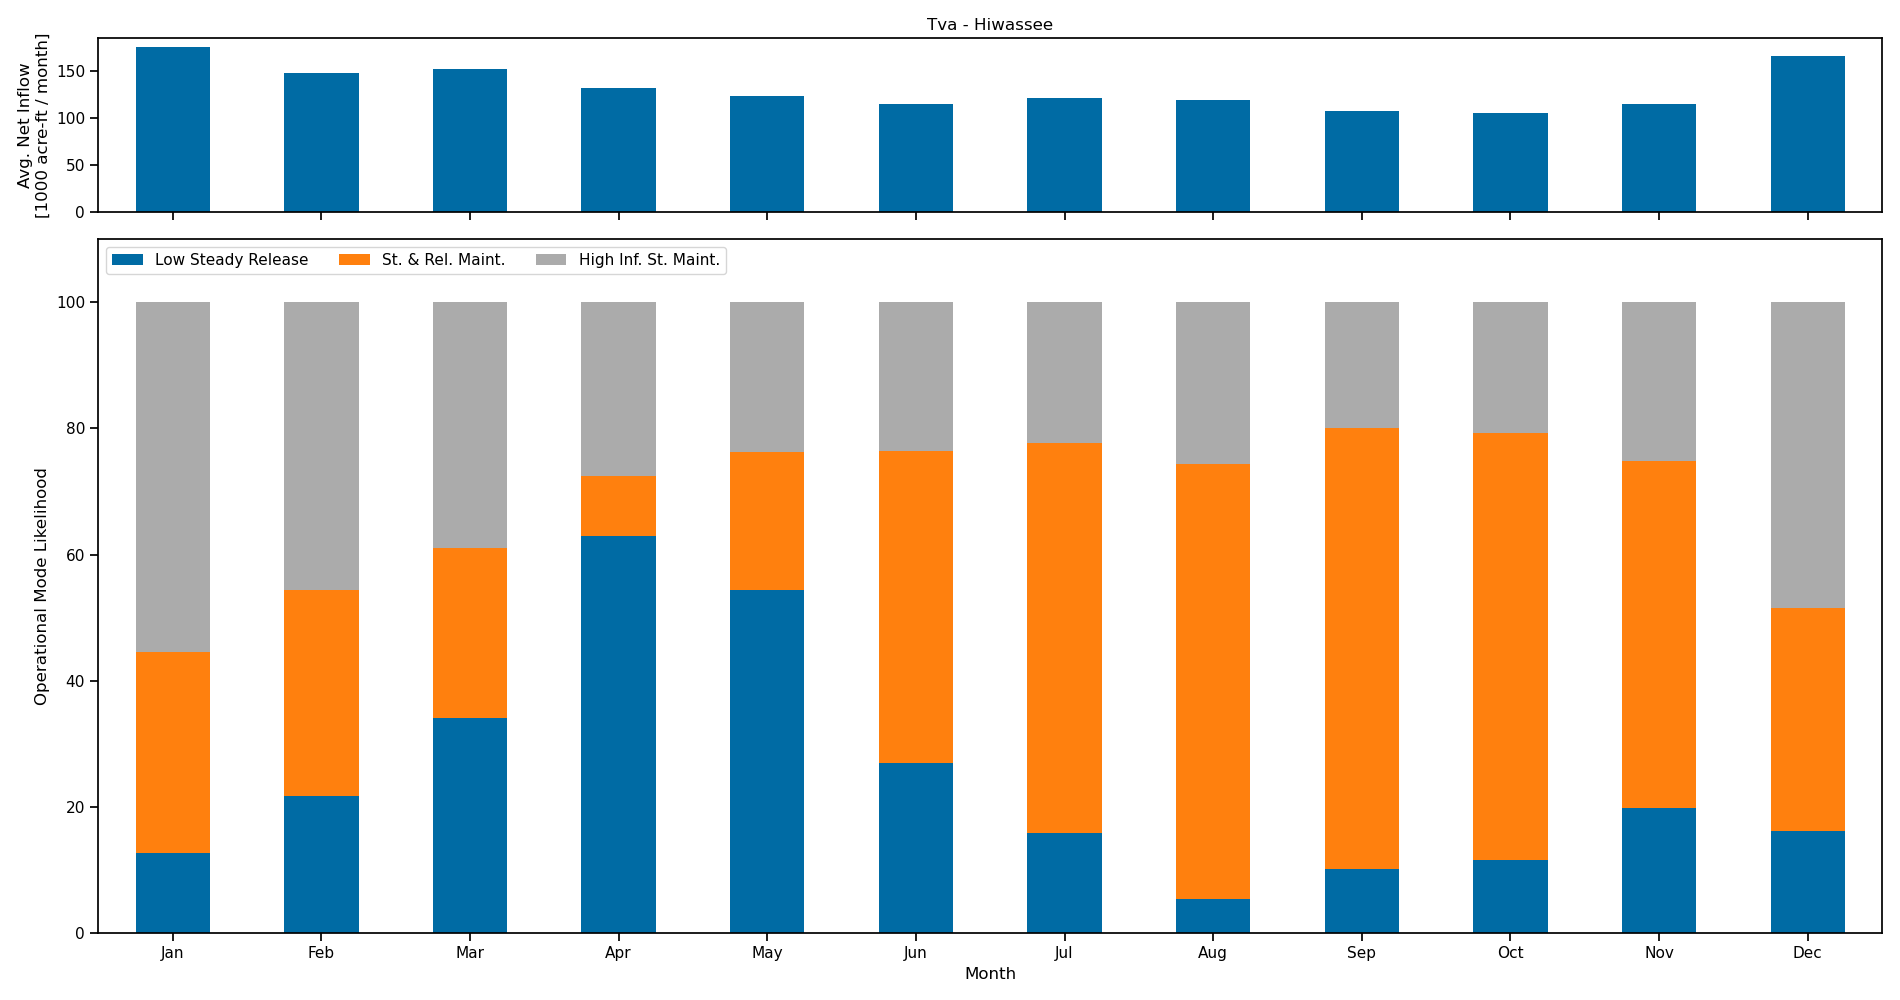 Tva - Hiwassee
Avg. Net Inflow
[1000 acre-ft / month]
150
100
50
0
Low Steady Release
St. & Rel. Maint.
High Inf. St. Maint.
Operational Mode Likelihood
100
80
60
40
20
0
Jan Feb Mar Apr May Jun Jul Aug Sep Oct Nov Dec
Month